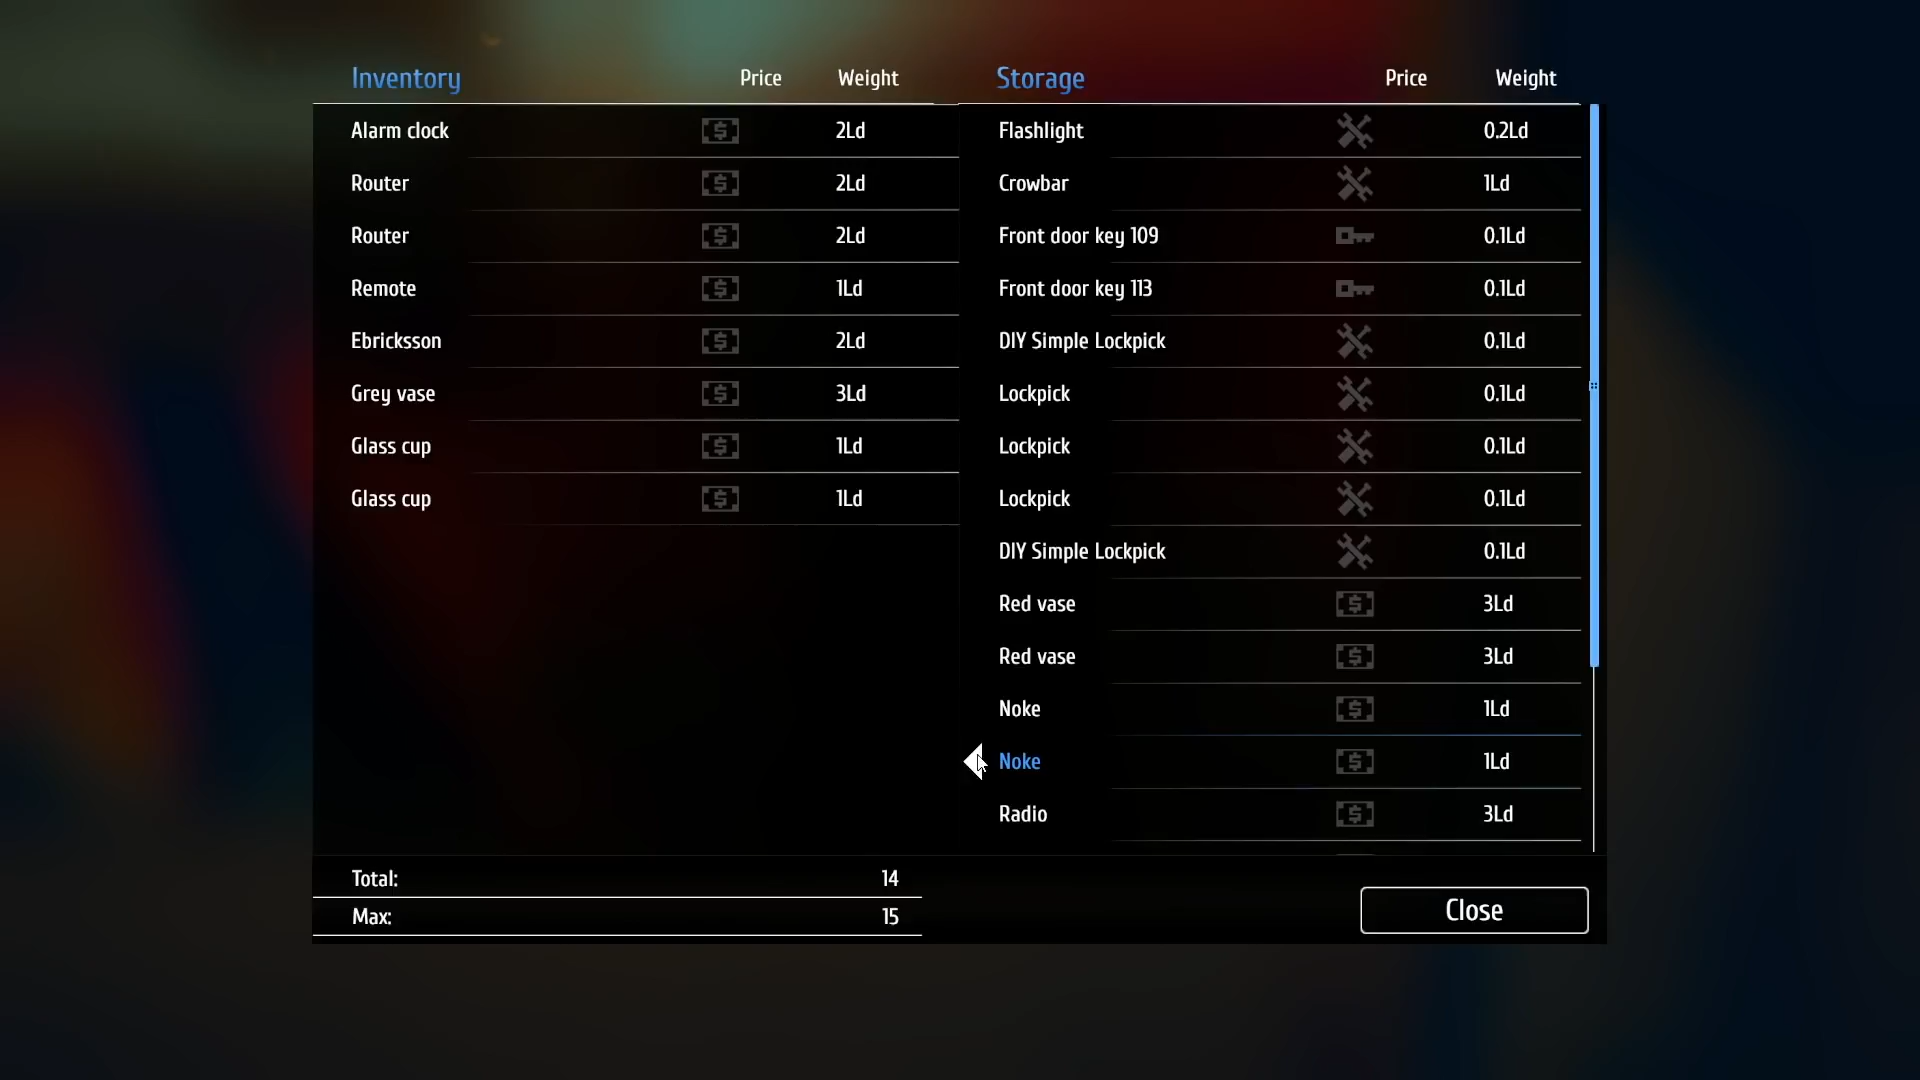 Inventory Price Weight
Alarm clock 2Ld
Router 2Ld
Router 2Ld
Remote 1Ld
Ebricksson 2Ld
Grey vase 3Ld
Glass cup 1Ld
Glass cup 1Ld
Total: 14
Max: 15
Storage Price Weight
Flashlight 0.2Ld
Crowbar 1Ld
Front door key 109 0.1Ld
Front door key 113 0.1Ld
DIY Simple Lockpick 0.1Ld
Lockpick 0.1Ld
Lockpick 0.1Ld
Lockpick 0.1Ld
DIY Simple Lockpick 0.1Ld
Red vase 3Ld
Red vase 3Ld
Noke 1Ld
Noke 1Ld
Radio 3Ld
Close